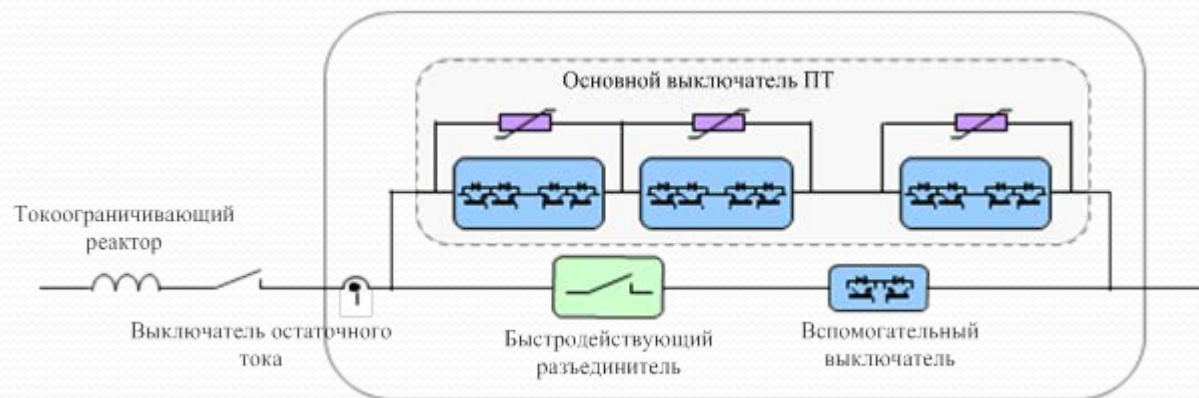 Основной выключатель ПТ
Токоограничивающий
реактор
Выключатель остаточного
тока
Быстродействующий
разъединитель
Вспомогательный
выключатель